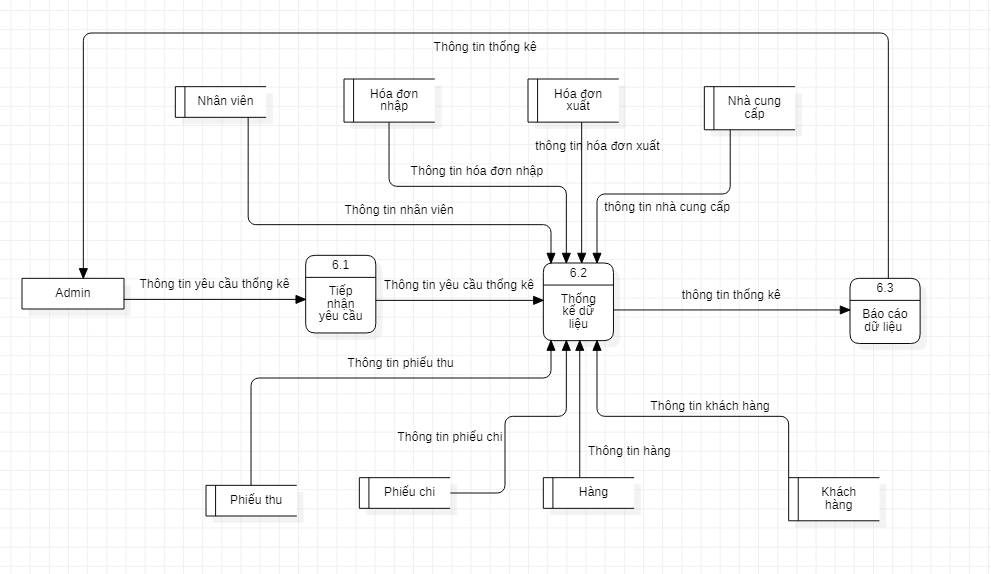 Thông tin thống kê
Nhân viên
Hóa đơn
nhập
Hóa đơn
xuất
Nhà cung
cấp
thông tin hóa đơn xuất
Thông tin hóa đơn nhập
Thông tin nhân viên
thông tin nhà cung cấp
Admin
Thông tin yêu cầu thống kê
6.1
Tiếp
nhận
yêu cầu
Thông tin yêu cầu thống kê
6.2
Thống
kê dữ
liệu
thông tin thống kê
6.3
Báo cáo
dữ liệu
Thông tin phiếu thu
Thông tin phiếu chi
Thông tin hàng
Thông tin khách hàng
Phiếu thu
Phiếu chi
Hàng
Khách
hàng